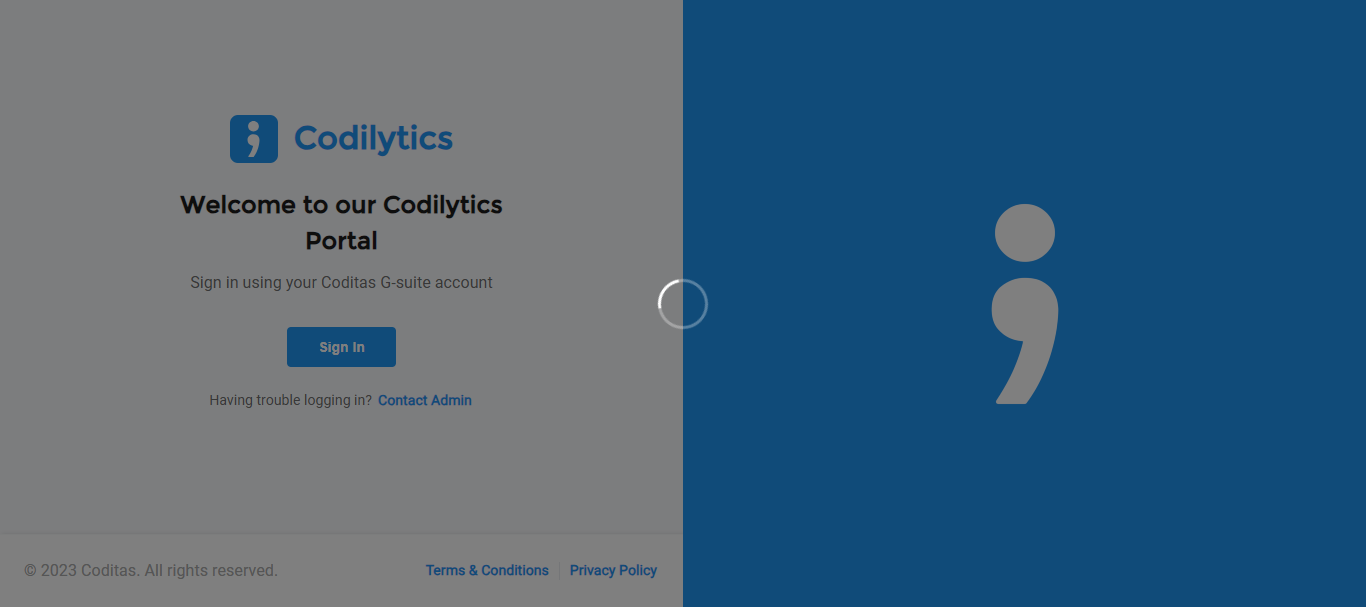 Codilytics
Welcome to our Codilytics
Portal
Sign in using your Coditas G-suite account
Sign In
Having trouble logging in? Contact Admin
© 2023 Coditas. All rights reserved.
Terms & Conditions
Privacy Policy